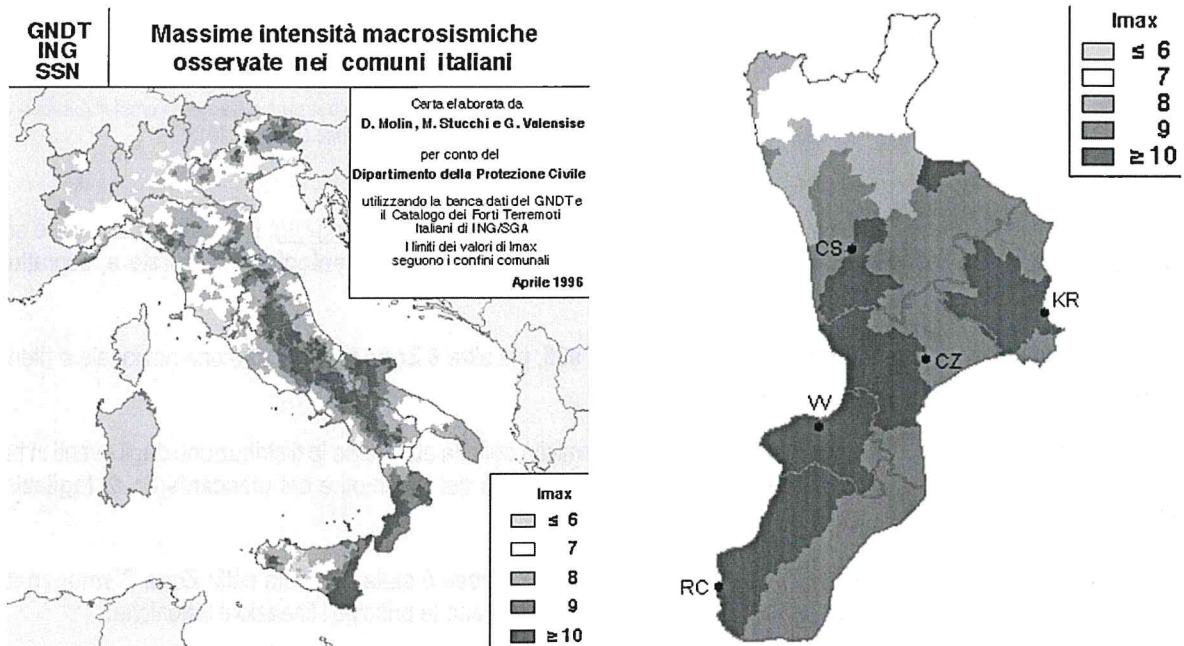 GNDT
ING
SSN
Massime intensità macrosismiche
osservate nei comuni italiani
Carta elaborata da
D. Molin, M. Stucchi e G. Valensise
per conto del
Dipartimento della Protezione Civile
utilizzando la banca dati del GNDT e
il Catalogo dei Forti Terremoti
Italiani di ING/SGA
I limiti dei valori di Imax
seguono i confini comunali
Aprile 1996
Imax
≤ 6
7
8
9
≥ 10
Imax
≤ 6
7
8
9
≥ 10
CS
KR
CZ
VV
RC